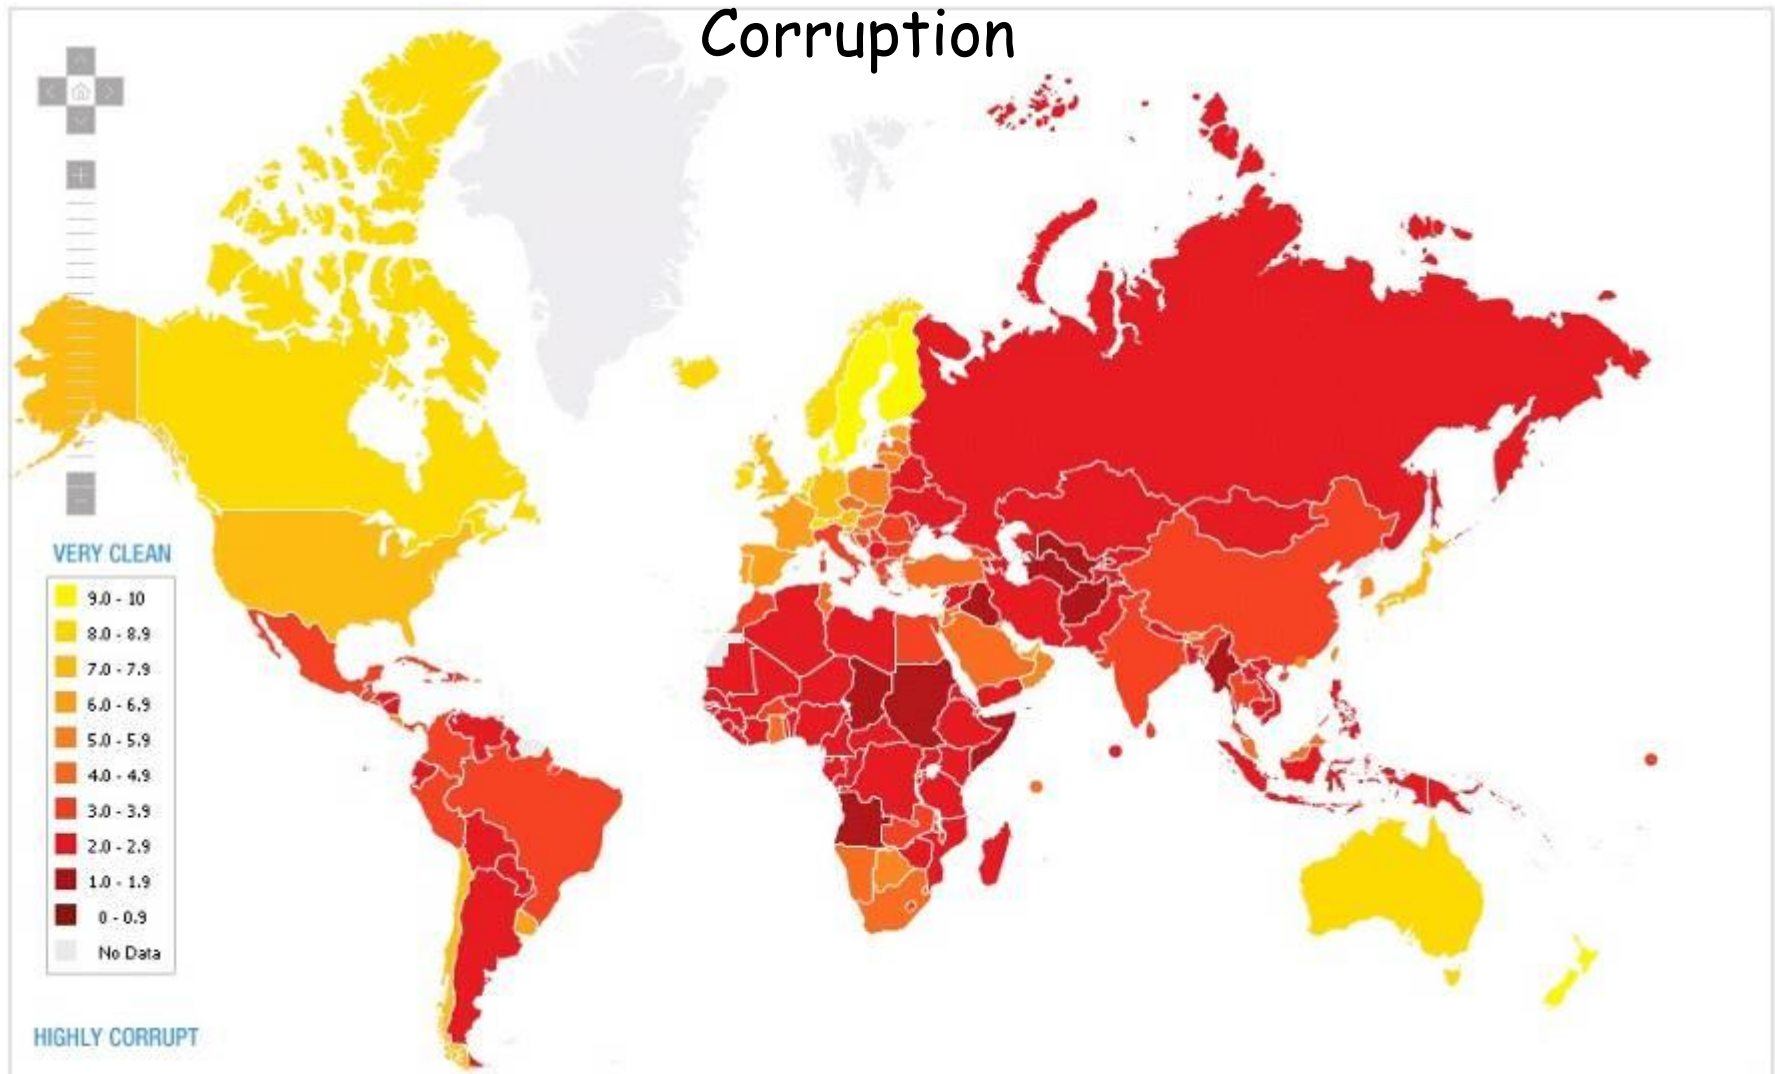 Corruption
VERY CLEAN
9.0 - 10
8.0 - 8.9
7.0 - 7.9
6.0 - 6.9
5.0 - 5.9
4.0 - 4.9
3.0 - 3.9
2.0 - 2.9
1.0 - 1.9
0 - 0.9
No Data
HIGHLY CORRUPT